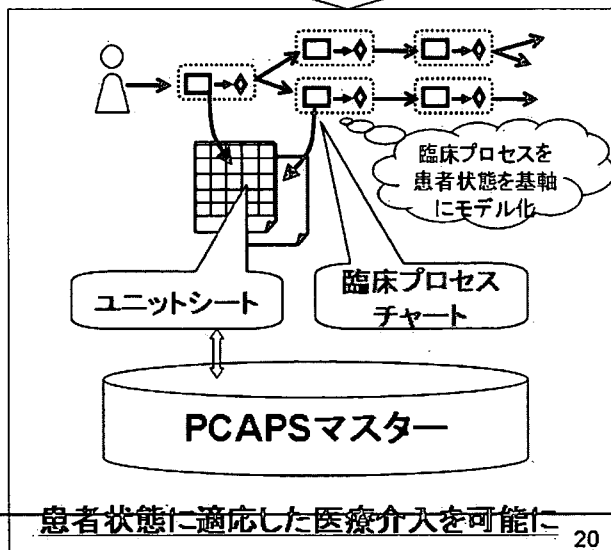 臨床プロセスを
患者状態を基軸
にモデル化
ユニットシート
臨床プロセス
チャート
PCAPSマスター
患者状態に適応した医療介入を可能に
20